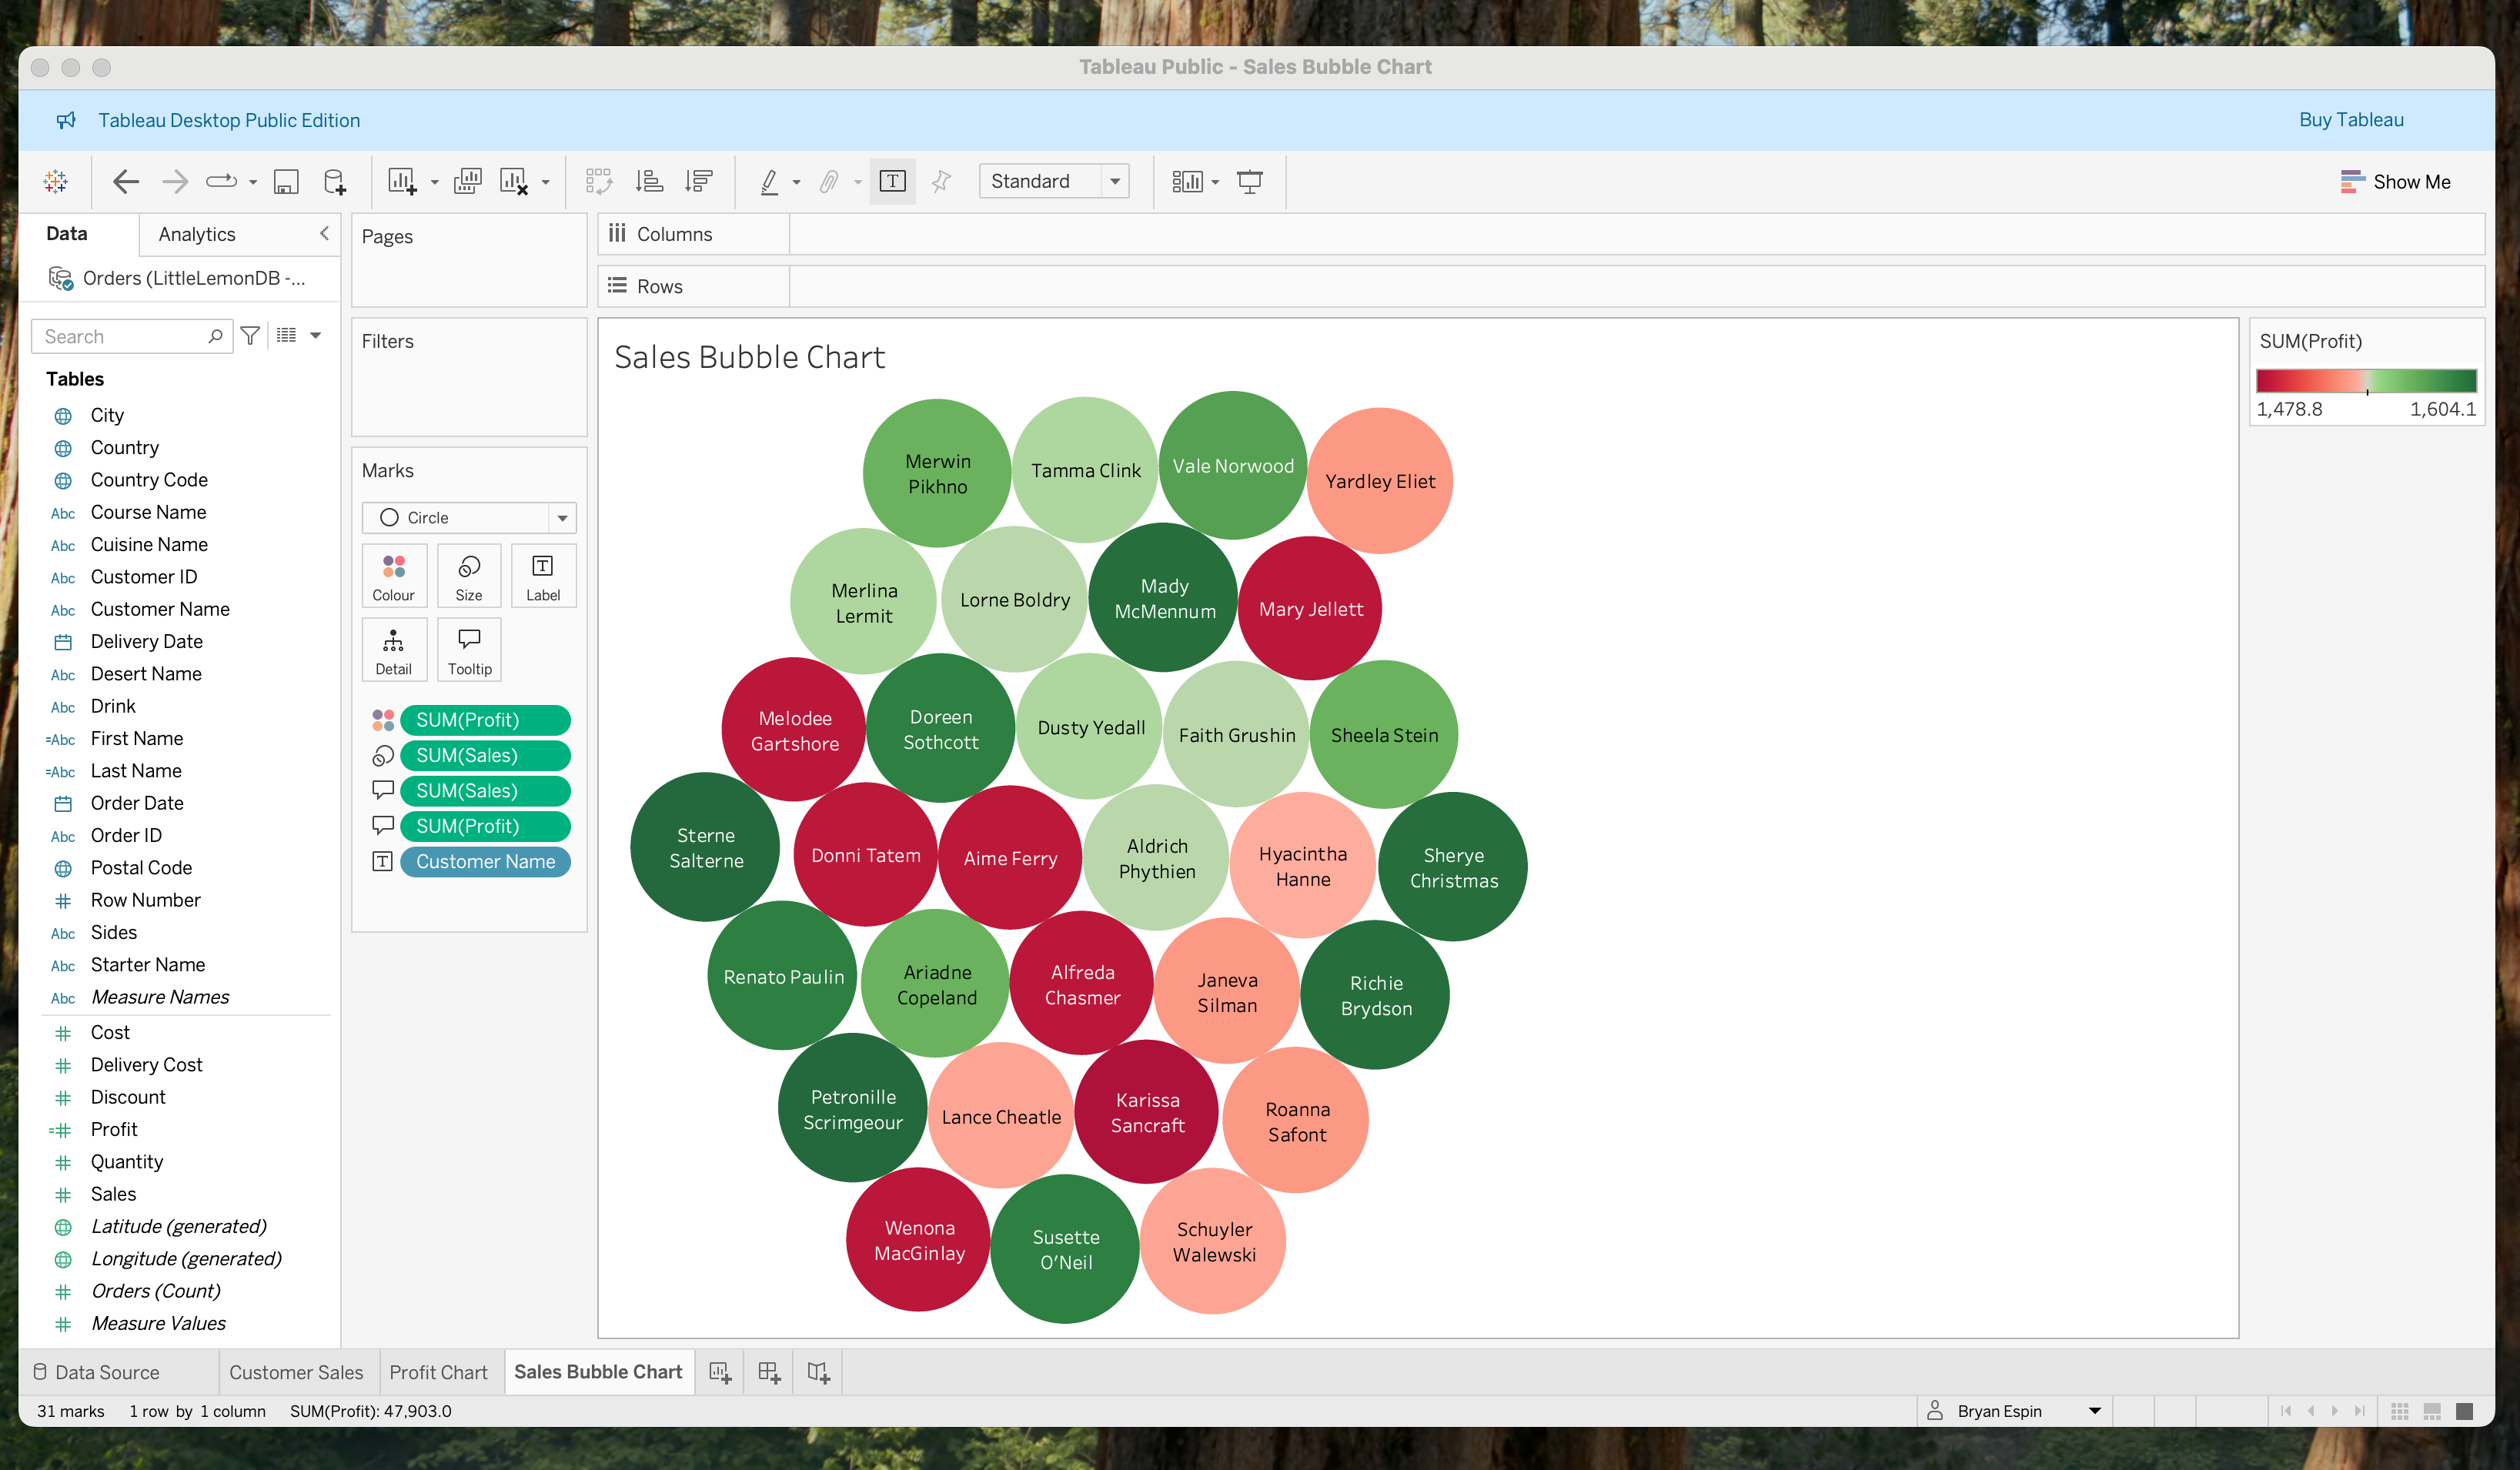 Tableau Public - Sales Bubble Chart
Tableau Desktop Public Edition
Buy Tableau
Standard
Show Me
Data
Analytics
Orders (LittleLemonDB -...
Search
Tables
City
Country
Country Code
Abc Course Name
Abc Cuisine Name
Abc Customer ID
Abc Customer Name
Delivery Date
Abc Desert Name
Abc Drink
=Abc First Name
=Abc Last Name
Order Date
Abc Order ID
Postal Code
# Row Number
Abc Sides
Abc Starter Name
Abc Measure Names
# Cost
# Delivery Cost
# Discount
=# Profit
# Quantity
# Sales
Latitude (generated)
Longitude (generated)
# Orders (Count)
# Measure Values
Pages
Filters
Marks
Circle
Colour
Size
Label
Detail
Tooltip
SUM(Profit)
SUM(Sales)
SUM(Sales)
SUM(Profit)
Customer Name
Columns
Rows
Sales Bubble Chart
Merwin
Pikhno
Tamma Clink
Vale Norwood
Yardley Eliet
Merlina
Lermit
Lorne Boldry
Mady
McMennum
Mary Jellett
Melodee
Gartshore
Doreen
Sothcott
Dusty Yedall
Faith Grushin
Sheela Stein
Sterne
Salterne
Donni Tatem
Aime Ferry
Aldrich
Phythien
Hyacintha
Hanne
Sherye
Christmas
Renato Paulin
Ariadne
Copeland
Alfreda
Chasmer
Janeva
Silman
Richie
Brydson
Petronille
Scrimgeour
Lance Cheatle
Karissa
Sancraft
Roanna
Safont
Wenona
MacGinlay
Susette
O'Neil
Schuyler
Walewski
SUM(Profit)
1,478.8
1,604.1
Data Source
Customer Sales
Profit Chart
Sales Bubble Chart
31 marks
1 row by 1 column
SUM(Profit): 47,903.0
Bryan Espin